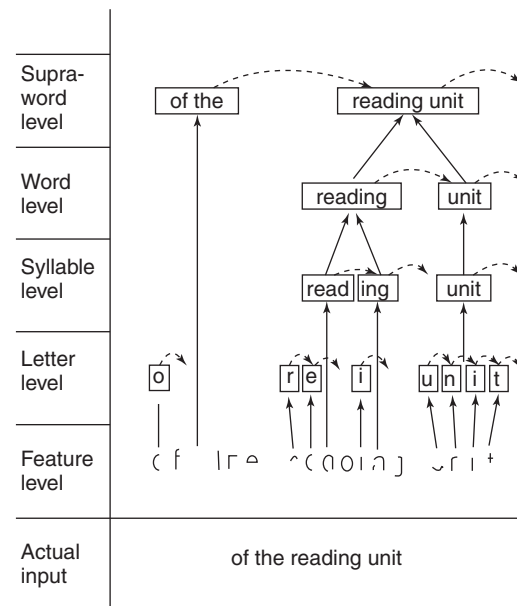 Supra-
word
level
of the
reading unit
Word
level
reading
unit
Syllable
level
read
ing
unit
Letter
level
o
r
e
i
u
n
i
t
Feature
level
Actual
input
of the reading unit